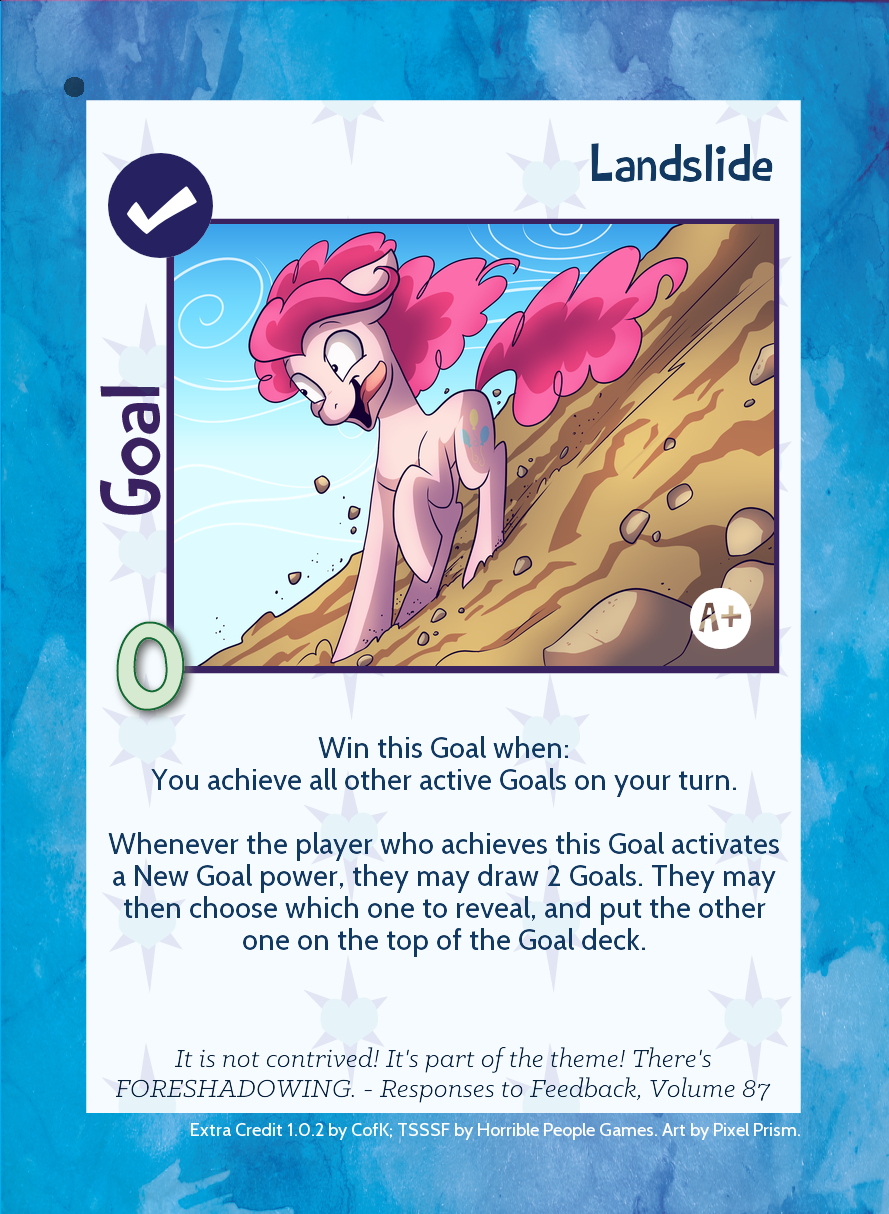 Landslide
Goal
A+
0
Win this Goal when:
You achieve all other active Goals on your turn.
Whenever the player who achieves this Goal activates
a New Goal power, they may draw 2 Goals. They may
then choose which one to reveal, and put the other
one on the top of the Goal deck.
It is not contrived! It's part of the theme! There's
FORESHADOWING. - Responses to Feedback, Volume 87
Extra Credit 1.0.2 by CofK; TSSSF by Horrible People Games. Art by Pixel Prism.